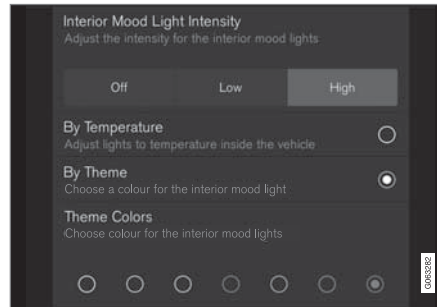 Interior Mood Light Intensity
Adjust the intensity for the interior mood lights
Off Low High
By Temperature
Adjust lights to temperature inside the vehicle
By Theme
Choose a colour for the interior mood light
Theme Colors
Choose colour for the interior mood lights
G063282